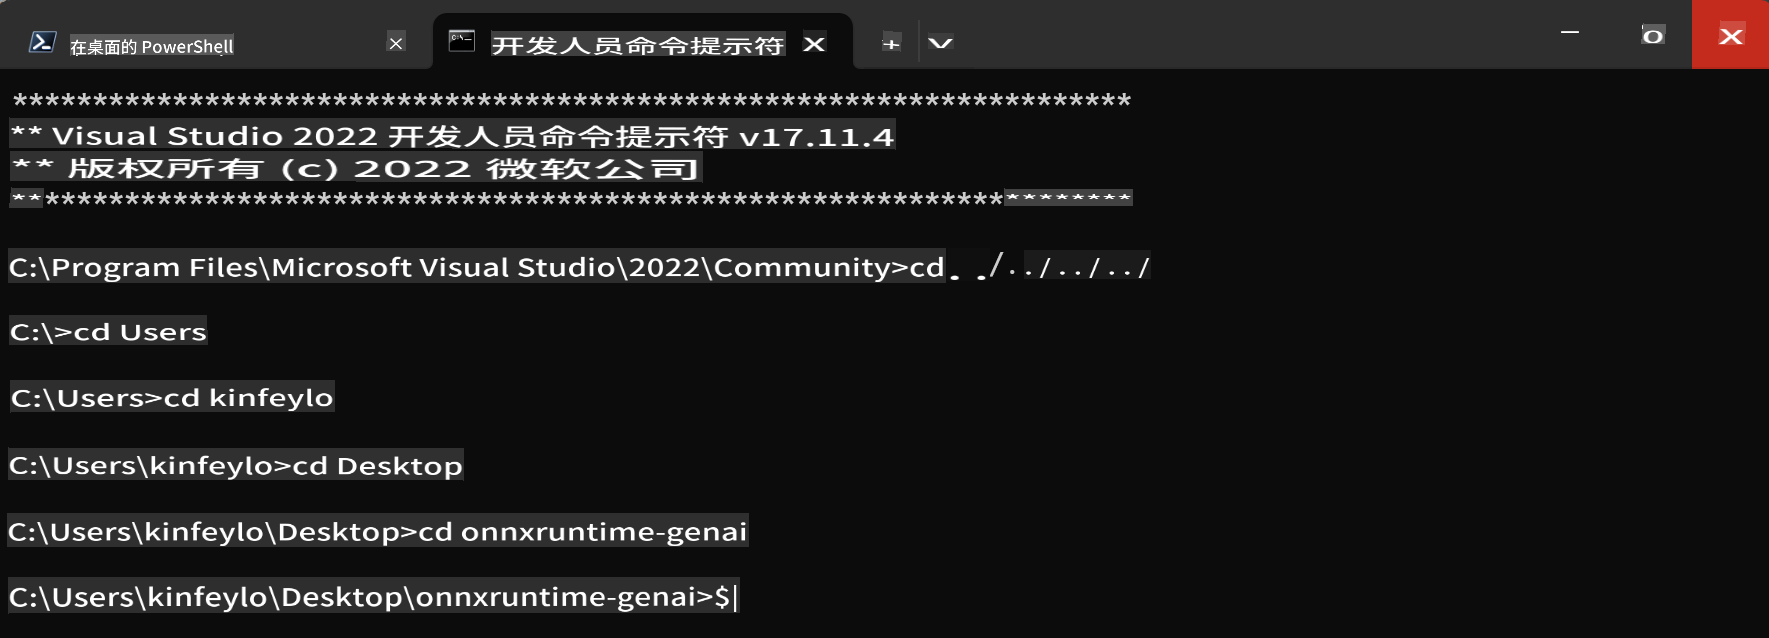 在桌面的 PowerShell
开发人员命令提示符
**********************************************************************
** Visual Studio 2022 开发人员命令提示符 v17.11.4
** 版权所有 (c) 2022 微软公司
**********************************************************************
C:\Program Files\Microsoft Visual Studio\2022\Community>cd../../../../
C:\>cd Users
C:\Users>cd kinfeylo
C:\Users\kinfeylo>cd Desktop
C:\Users\kinfeylo\Desktop>cd onnxruntime-genai
C:\Users\kinfeylo\Desktop\onnxruntime-genai>$|